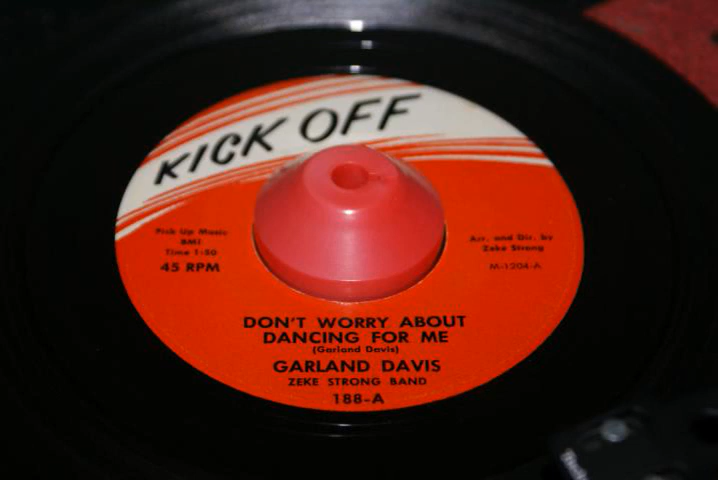 KICK OFF
Pick Up Music
BMI
Time 1-50
45 RPM
Arr. and Dir. by
Zeke Strong
M-1204-A
DON'T WORRY ABOUT
DANCING FOR ME
(Garland Davis)
GARLAND DAVIS
ZEKE STRONG BAND
188-A